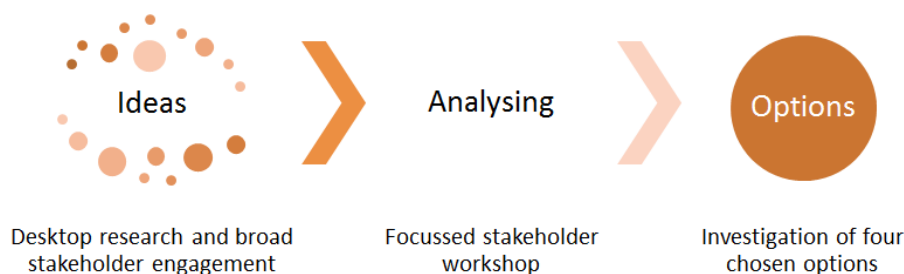 Ideas
Analysing
Options
Desktop research and broad
stakeholder engagement
Focussed stakeholder
workshop
Investigation of four
chosen options